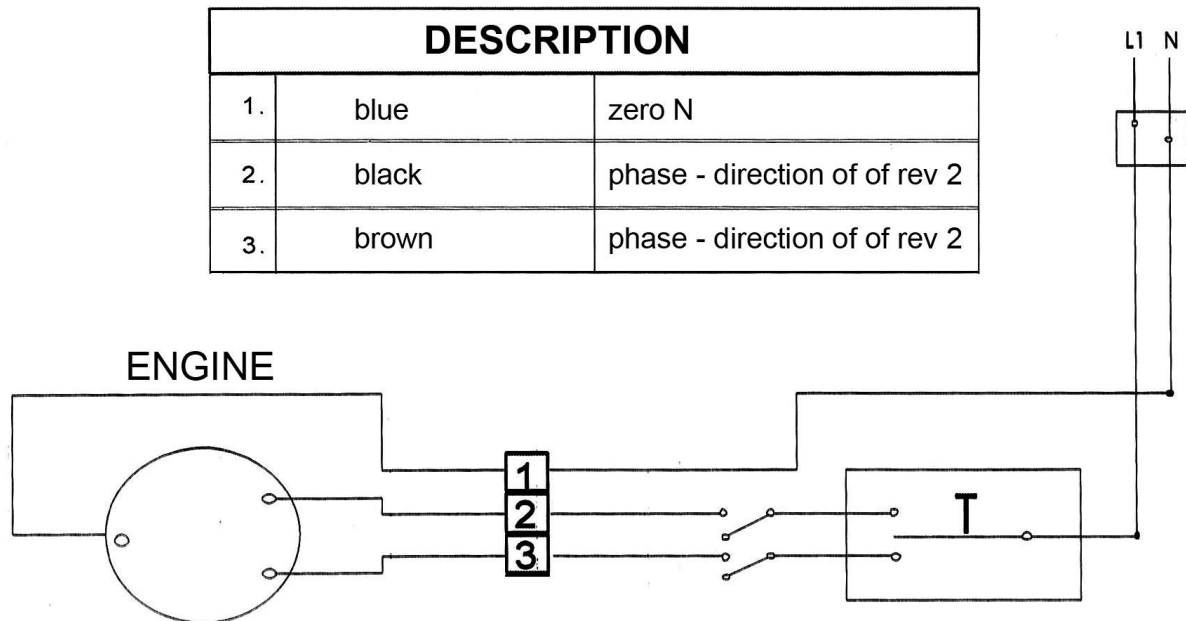 DESCRIPTION
L1 N
1. blue zero N
2. black phase - direction of of rev 2
3. brown phase - direction of of rev 2
ENGINE
1
2
3
T